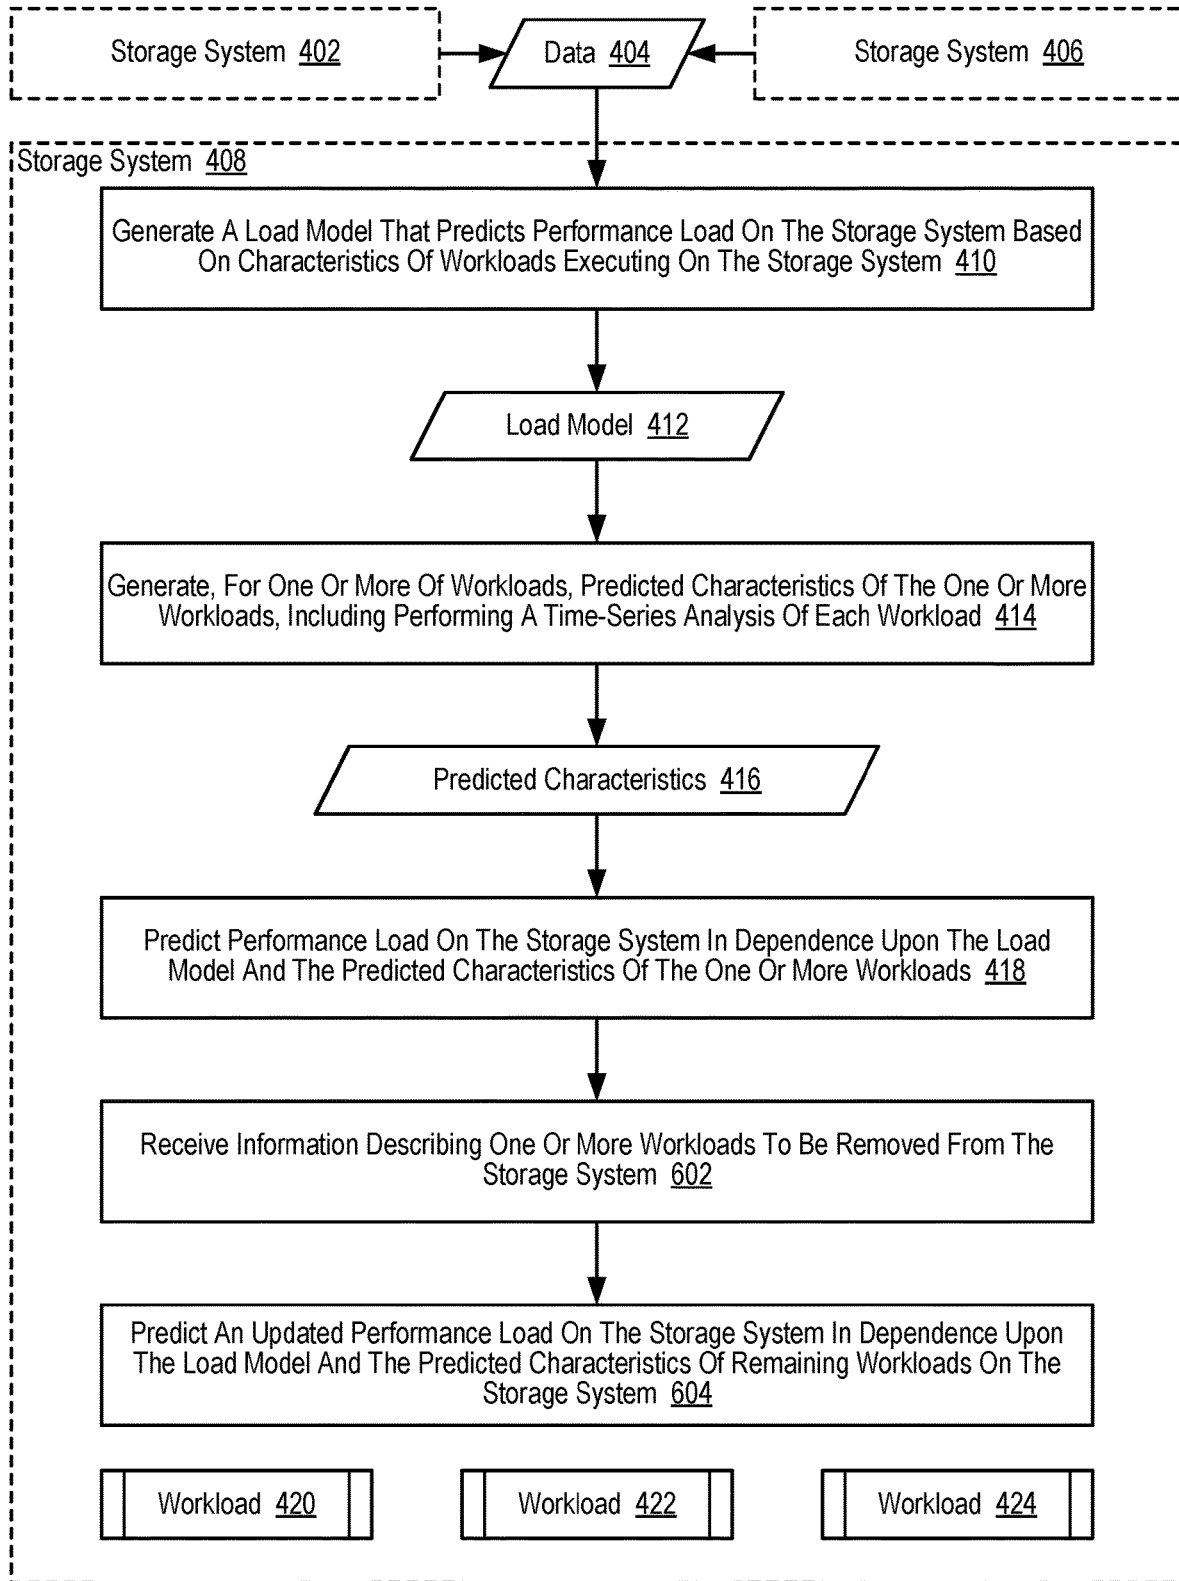 Storage System 402
Data 404
Storage System 406
Storage System 408
Generate A Load Model That Predicts Performance Load On The Storage System Based
On Characteristics Of Workloads Executing On The Storage System 410
Load Model 412
Generate, For One Or More Of Workloads, Predicted Characteristics Of The One Or More
Workloads, Including Performing A Time-Series Analysis Of Each Workload 414
Predicted Characteristics 416
Predict Performance Load On The Storage System In Dependence Upon The Load
Model And The Predicted Characteristics Of The One Or More Workloads 418
Receive Information Describing One Or More Workloads To Be Removed From The
Storage System 602
Predict An Updated Performance Load On The Storage System In Dependence Upon
The Load Model And The Predicted Characteristics Of Remaining Workloads On The
Storage System 604
Workload 420
Workload 422
Workload 424